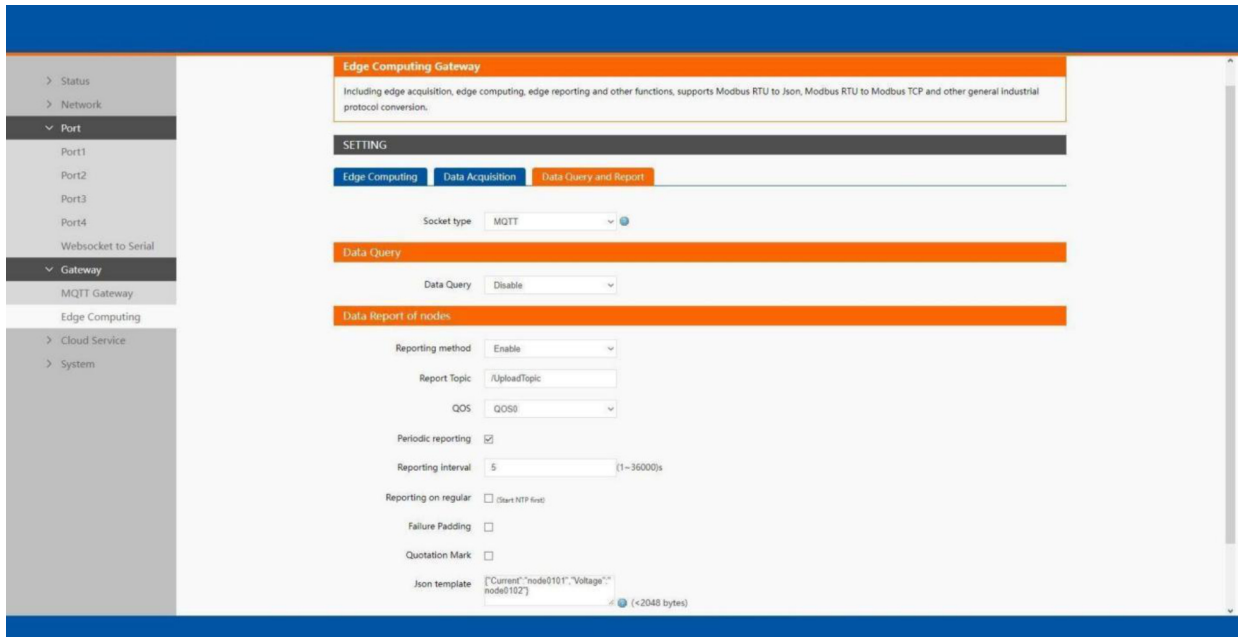 Status
Network
Port
Port1
Port2
Port3
Port4
Websocket to Serial
Gateway
MQTT Gateway
Edge Computing
Cloud Service
System
Edge Computing Gateway
Including edge acquisition, edge computing, edge reporting and other functions, supports Modbus RTU to Json, Modbus RTU to Modbus TCP and other general industrial
protocol conversion.
SETTING
Edge Computing Data Acquisition Data Query and Report
Socket type MQTT
Data Query
Data Query Disable
Data Report of nodes
Reporting method Enable
Report Topic /UploadTopic
QOS QOS0
Periodic reporting
Reporting interval 5 (1~36000)s
Reporting on regular (Start NTP first)
Failure Padding
Quotation Mark
Json template {"Current":"node0101","Voltage":"
node0102"}
(<2048 bytes)